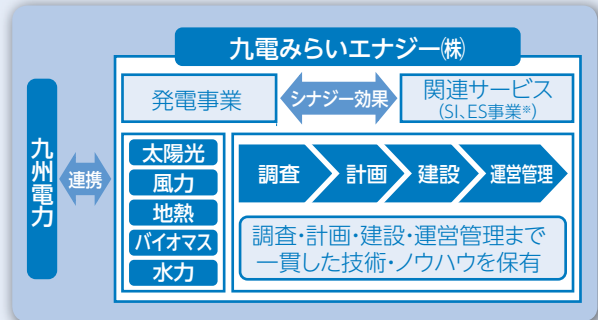 九電みらいエナジー㈱
九州電力
連携
発電事業
シナジー効果
関連サービス
(SI、ES事業※)
太陽光
風力
地熱
バイオマス
水力
調査
計画
建設
運営管理
調査・計画・建設・運営管理まで
一貫した技術・ノウハウを保有